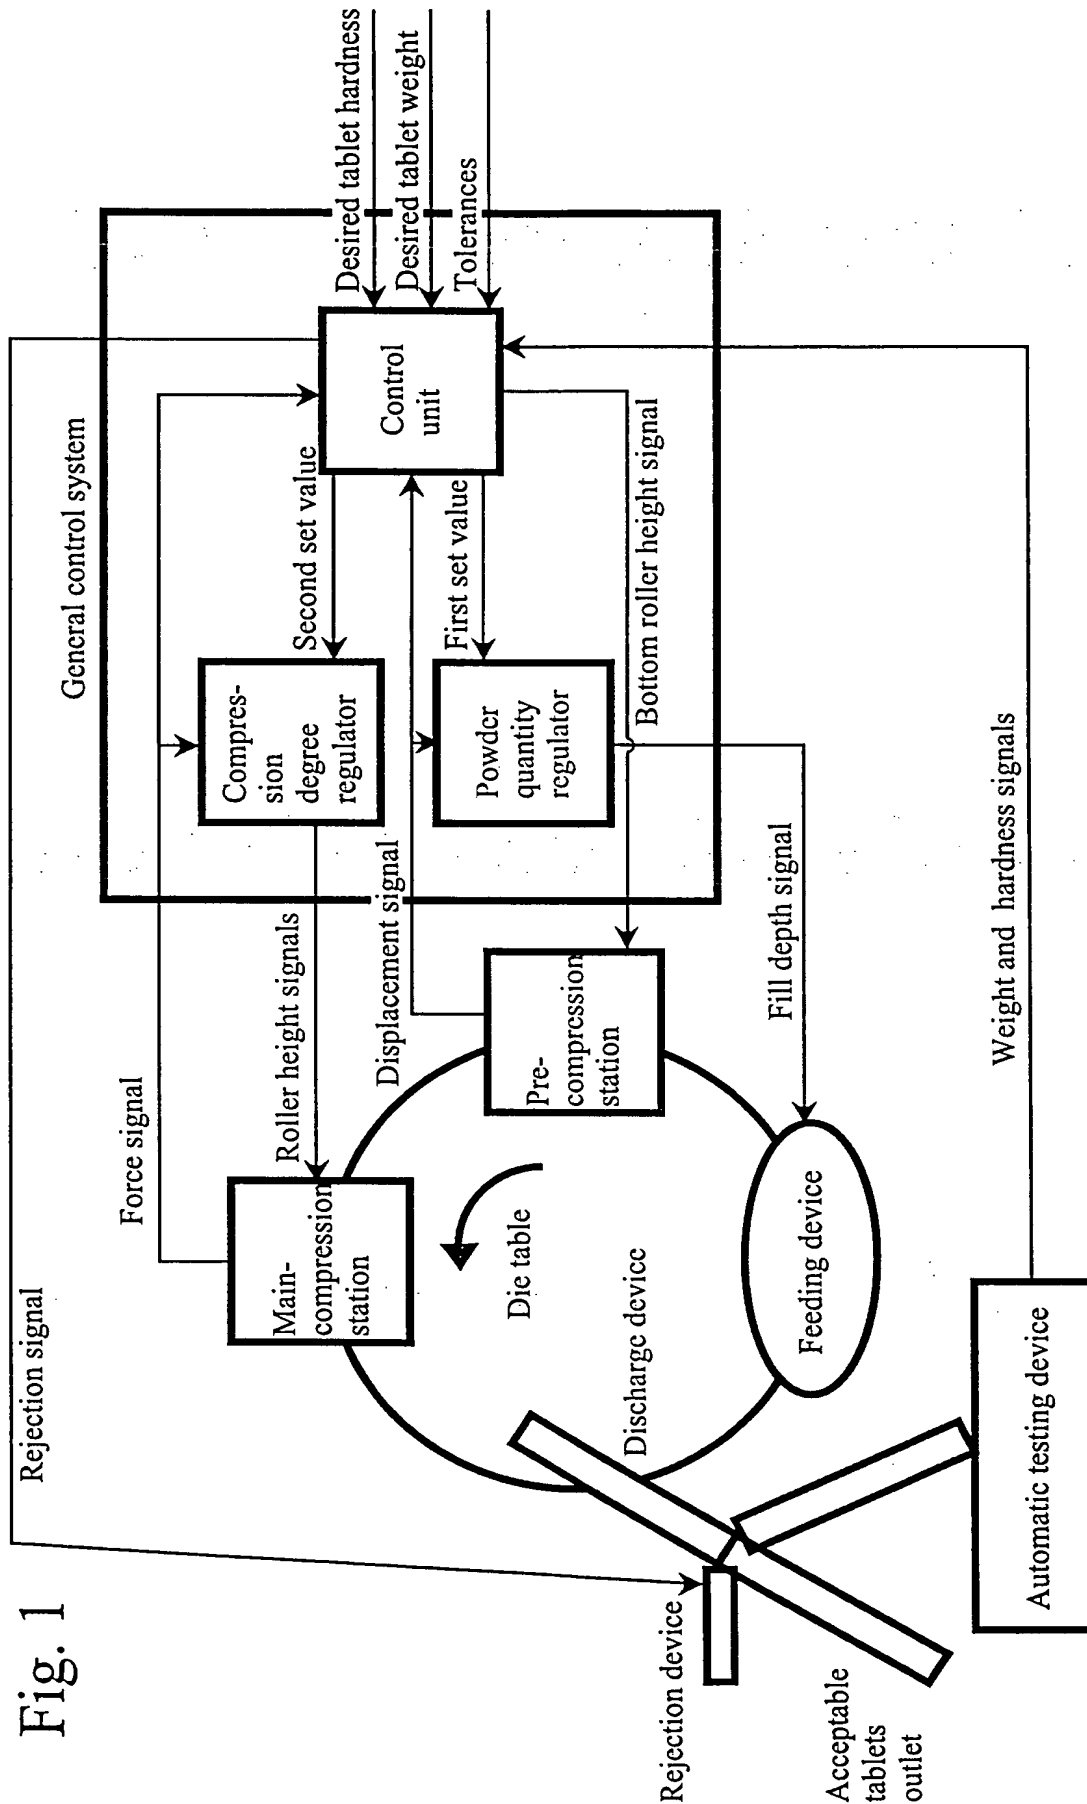 Fig. 1
Rejection signal
Force signal
General control system
Roller height signals
Second set value
Desired tablet hardness
Desired tablet weight
Tolerances
Compres-
sion
degree
regulator
Control
unit
Main-
compression
station
Displacement signal
First set value
Powder
quantity
regulator
Die table
Pre-
compression
station
Bottom roller height signal
Discharge device
Rejection device
Fill depth signal
Feeding device
Acceptable
tablets
outlet
Weight and hardness signals
Automatic testing device